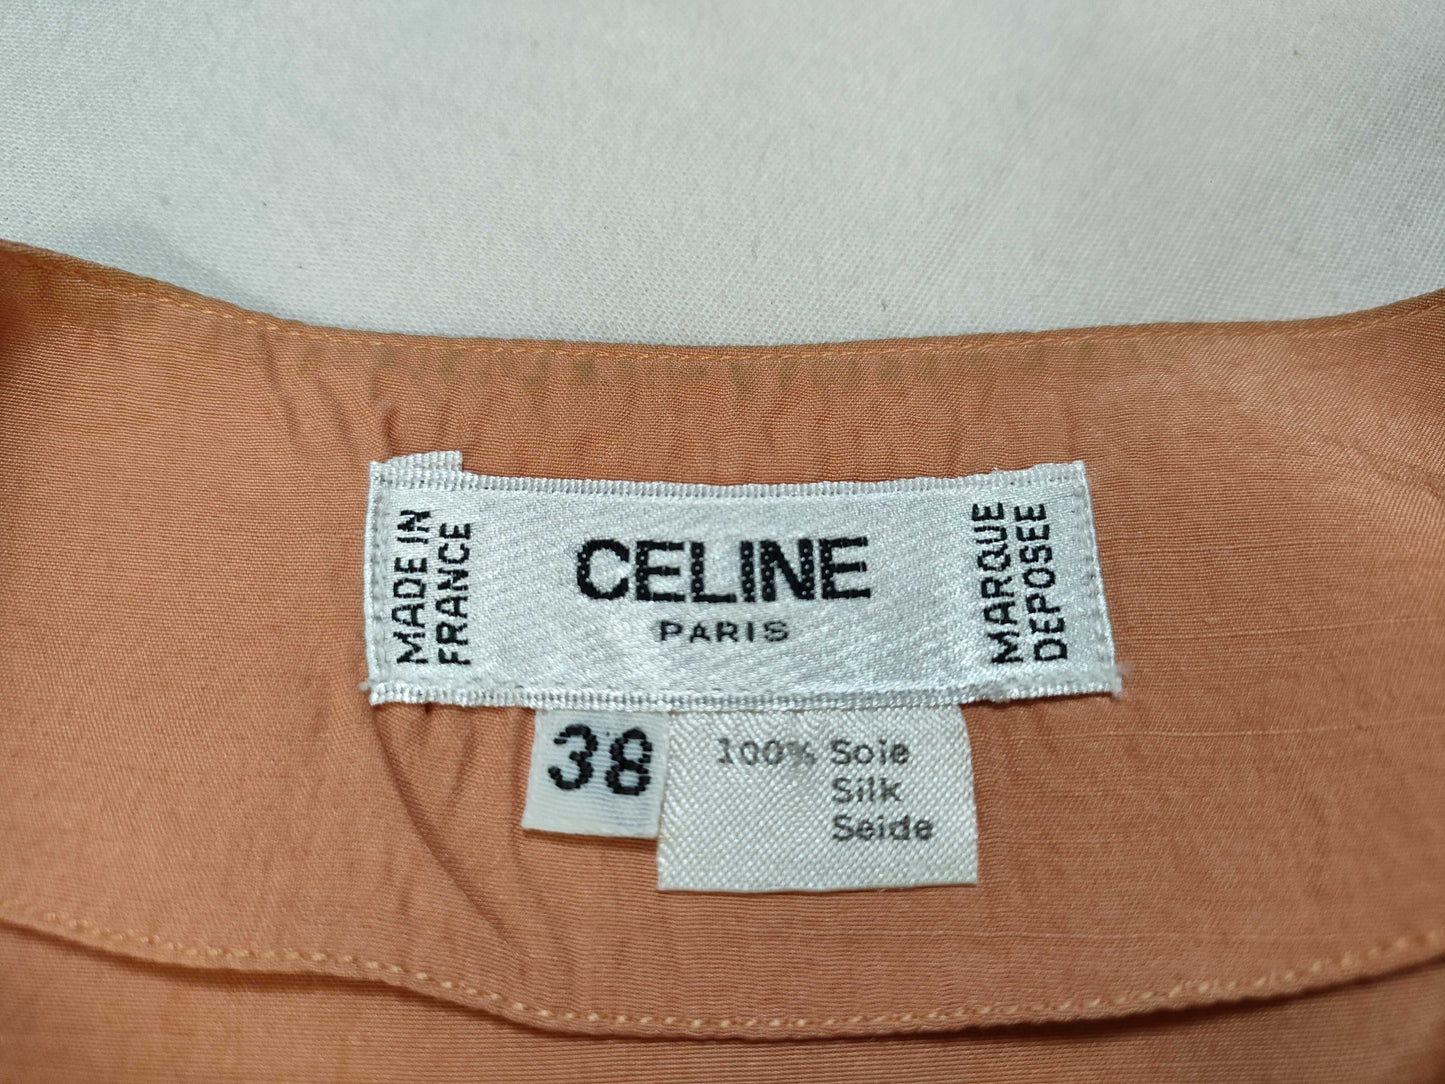 MADE IN
FRANCE
CELINE
PARIS
MARQUE
DEPOSEE
38
100% Soie
Silk
Seide